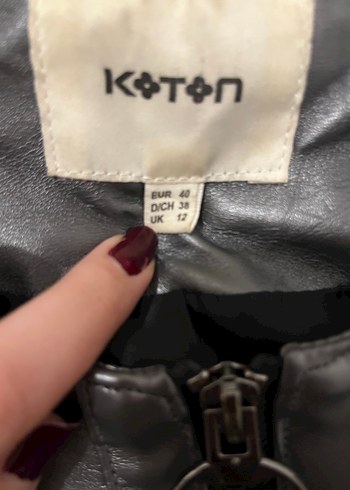 KOTON
EUR 40
D/CH 38
UK 12